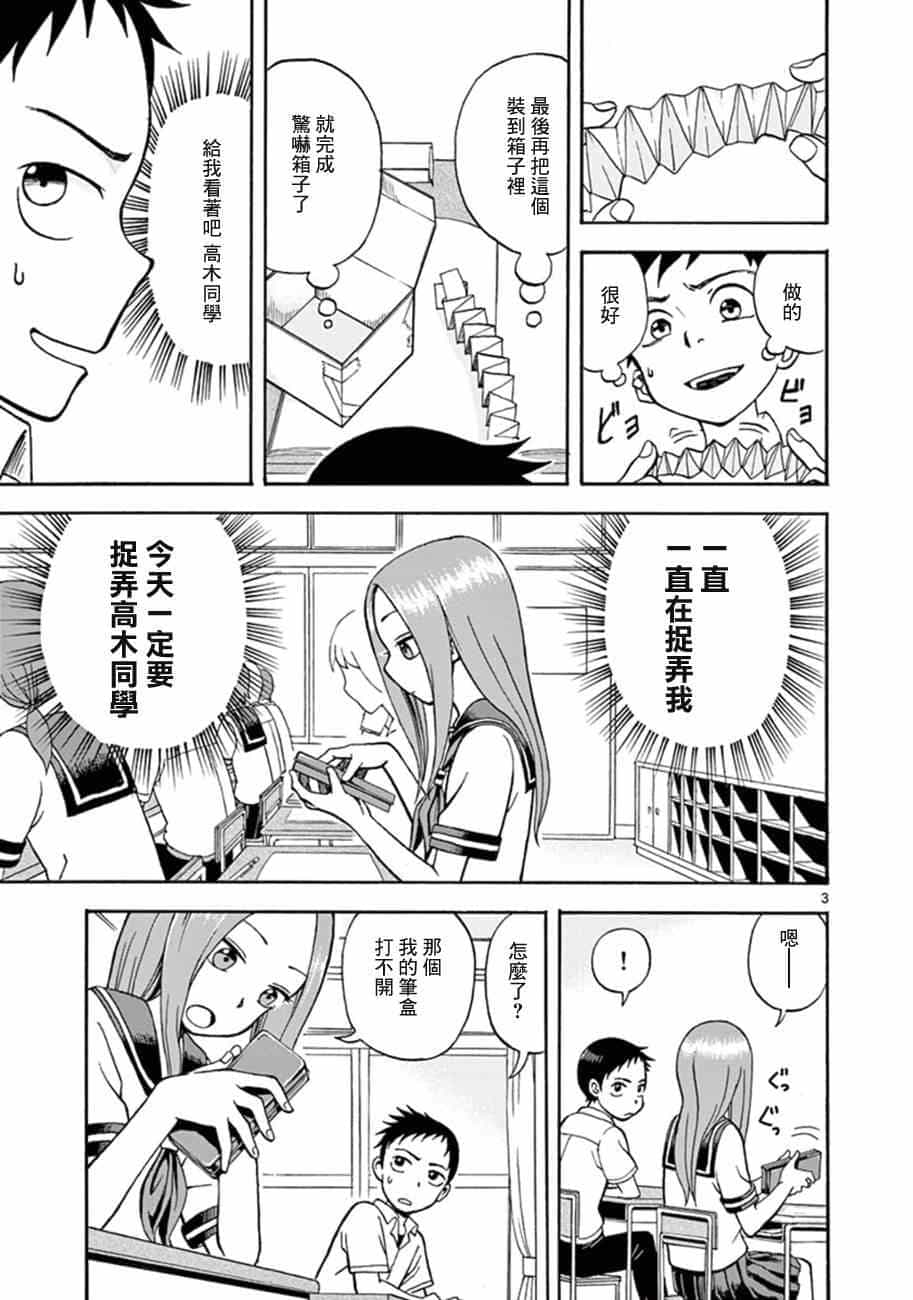 做的
很好
ビョ
ビョ
最後再把這個
裝到箱子裡
就完成
驚嚇箱子了
給我看著吧 高木同學
一直
一直在捉弄我
今天一定要
捉弄高木同學
3
嗯——
！
ぐっ
ぐっ
怎麼了？
那個
我的筆盒
打不開